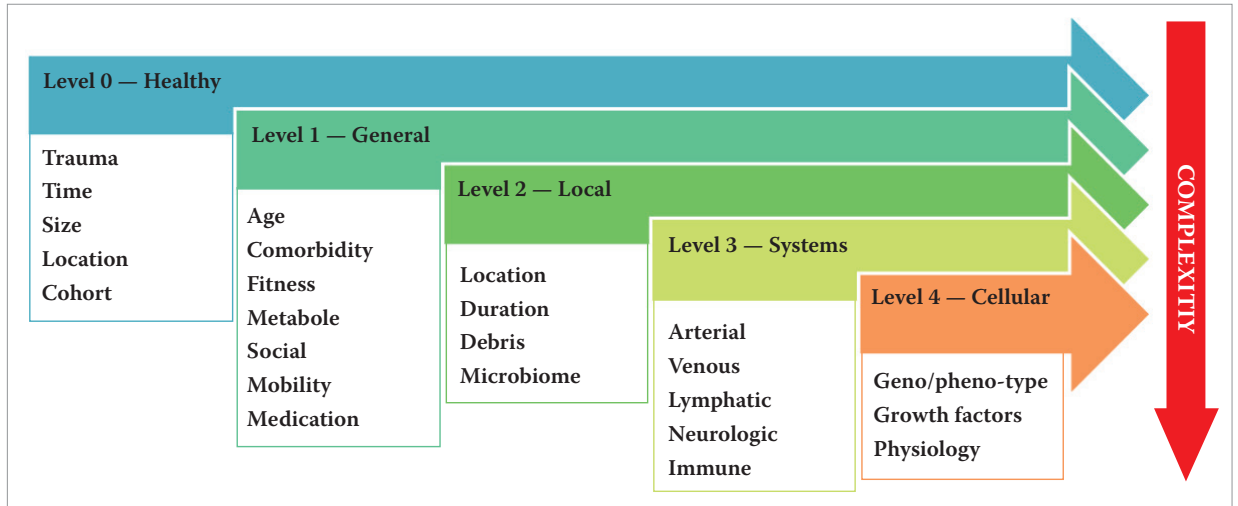 Level 0 — Healthy
Trauma
Time
Size
Location
Cohort
Level 1 — General
Age
Comorbidity
Fitness
Metabole
Social
Mobility
Medication
Level 2 — Local
Location
Duration
Debris
Microbiome
Level 3 — Systems
Arterial
Venous
Lymphatic
Neurologic
Immune
Level 4 — Cellular
Geno/pheno-type
Growth factors
Physiology
COMPLEXITIY